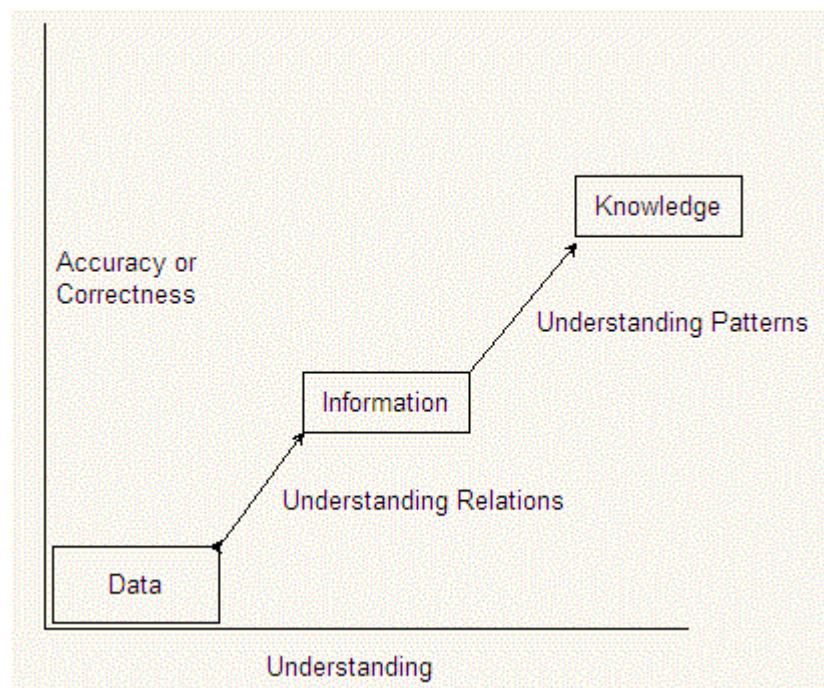 Knowledge
Accuracy or
Correctness
Understanding Patterns
Information
Understanding Relations
Data
Understanding